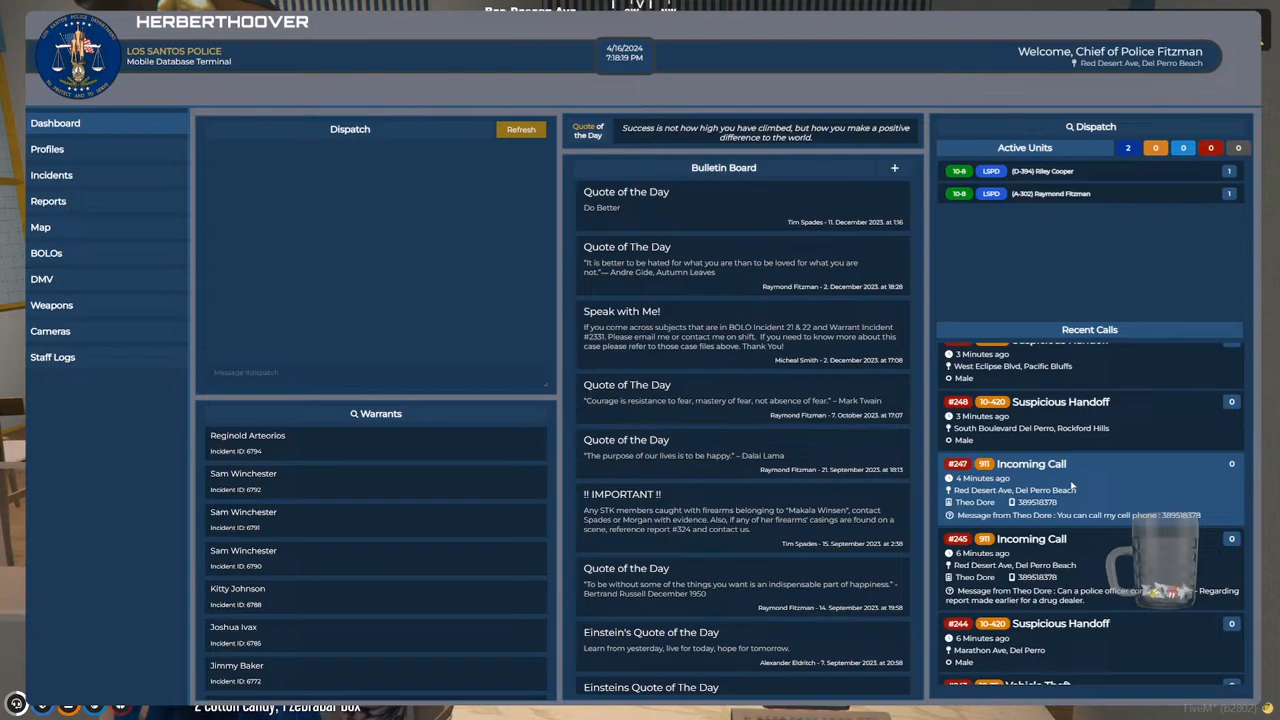 Red Desert Ave
HERBERTHOOVER
LOS SANTOS POLICE
Mobile Database Terminal
4/16/2024
7:18:19 PM
Welcome, Chief of Police Fitzman
Red Desert Ave, Del Perro Beach
Dashboard
Profiles
Incidents
Reports
Map
BOLOs
DMV
Weapons
Cameras
Staff Logs
Dispatch
Refresh
Message #dispatch
Warrants
Reginold Arteorios
Incident ID: 6794
Sam Winchester
Incident ID: 6792
Sam Winchester
Incident ID: 6791
Sam Winchester
Incident ID: 6790
Kitty Johnson
Incident ID: 6788
Joshua Ivax
Incident ID: 6785
Jimmy Baker
Incident ID: 6772
Quote of
the Day
Success is not how high you have climbed, but how you make a positive
difference to the world.
Bulletin Board
+
Quote of the Day
Do Better
Tim Spades - 11. December 2023. at 1:16
Quote of The Day
"It is better to be hated for what you are than to be loved for what you are
not."― Andre Gide, Autumn Leaves
Raymond Fitzman - 2. December 2023. at 18:28
Speak with Me!
If you come across subjects that are in BOLO Incident 21 & 22 and Warrant Incident
#2331. Please email me or contact me on shift. If you need to know more about this
case please refer to those case files above. Thank You!
Micheal Smith - 2. December 2023. at 17:08
Quote of The Day
"Courage is resistance to fear, mastery of fear, not absence of fear." – Mark Twain
Raymond Fitzman - 7. October 2023. at 17:07
Quote of the Day
"The purpose of our lives is to be happy." – Dalai Lama
Raymond Fitzman - 21. September 2023. at 18:13
!! IMPORTANT !!
Any STK members caught with firearms belonging to "Makala Winsen", contact
Spades or Morgan with evidence. Also, if any of her firearms' casings are found on a
scene, reference report #324 and contact us.
Tim Spades - 15. September 2023. at 2:38
Quote of the Day
"To be without some of the things you want is an indispensable part of happiness." -
Bertrand Russell December 1950
Raymond Fitzman - 14. September 2023. at 19:58
Einstein's Quote of the Day
Learn from yesterday, live for today, hope for tomorrow.
Alexander Eldritch - 7. September 2023. at 20:58
Einsteins Quote of The Day
Dispatch
Active Units
2 0 0 0 0
10-8 LSPD (D-394) Riley Cooper 1
10-8 LSPD (A-302) Raymond Fitzman 1
Recent Calls
Suspicious Handoff
3 Minutes ago
West Eclipse Blvd, Pacific Bluffs
Male
#248 10-420 Suspicious Handoff 0
3 Minutes ago
South Boulevard Del Perro, Rockford Hills
Male
#247 911 Incoming Call 0
4 Minutes ago
Red Desert Ave, Del Perro Beach
Theo Dore 389518378
Message from Theo Dore : You can call my cell phone : 389518378
#245 911 Incoming Call 0
6 Minutes ago
Red Desert Ave, Del Perro Beach
Theo Dore 389518378
Message from Theo Dore : Can a police officer - Regarding
report made earlier for a drug dealer.
#244 10-420 Suspicious Handoff 0
6 Minutes ago
Marathon Ave, Del Perro
Male
Vehicle Theft
2 Cotton Candy, 1 Zebrabar Box
FiveM* (b2802)